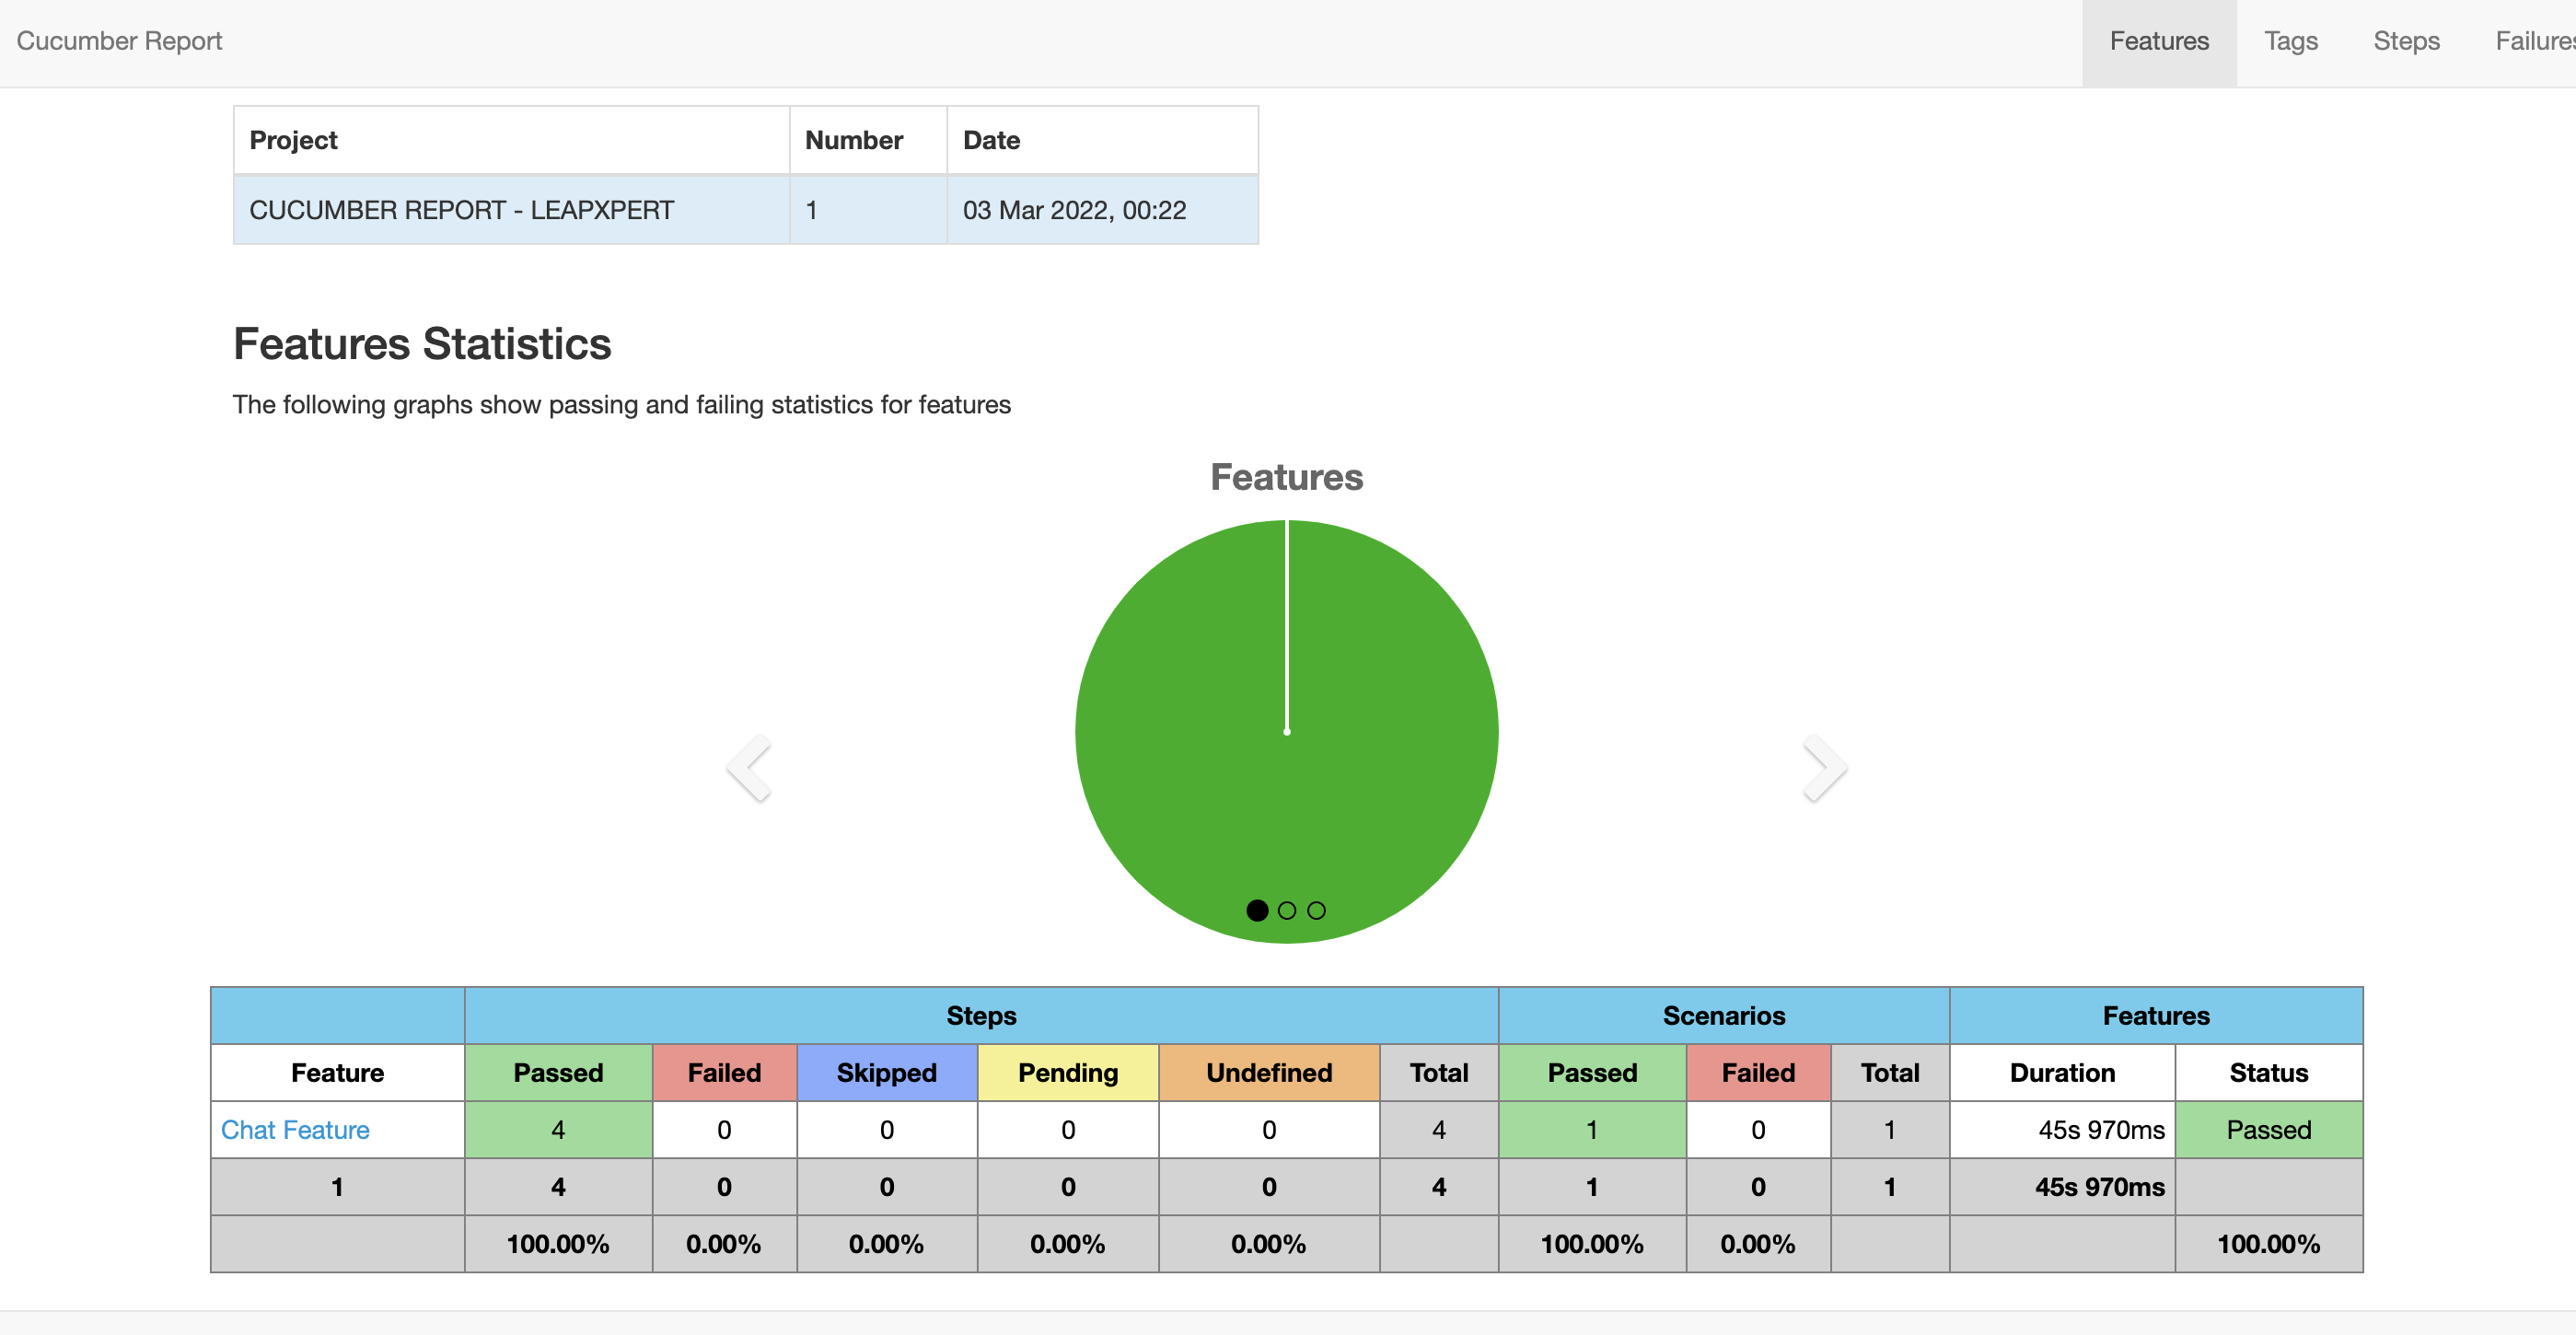 Cucumber Report Features Tags Steps Failures
Project Number Date
CUCUMBER REPORT - LEAPXPERT 1 03 Mar 2022, 00:22
Features Statistics
The following graphs show passing and failing statistics for features
Features
Steps Scenarios Features
Feature Passed Failed Skipped Pending Undefined Total Passed Failed Total Duration Status
Chat Feature 4 0 0 0 0 4 1 0 1 45s 970ms Passed
1 4 0 0 0 0 4 1 0 1 45s 970ms
100.00% 0.00% 0.00% 0.00% 0.00% 100.00% 0.00% 100.00%